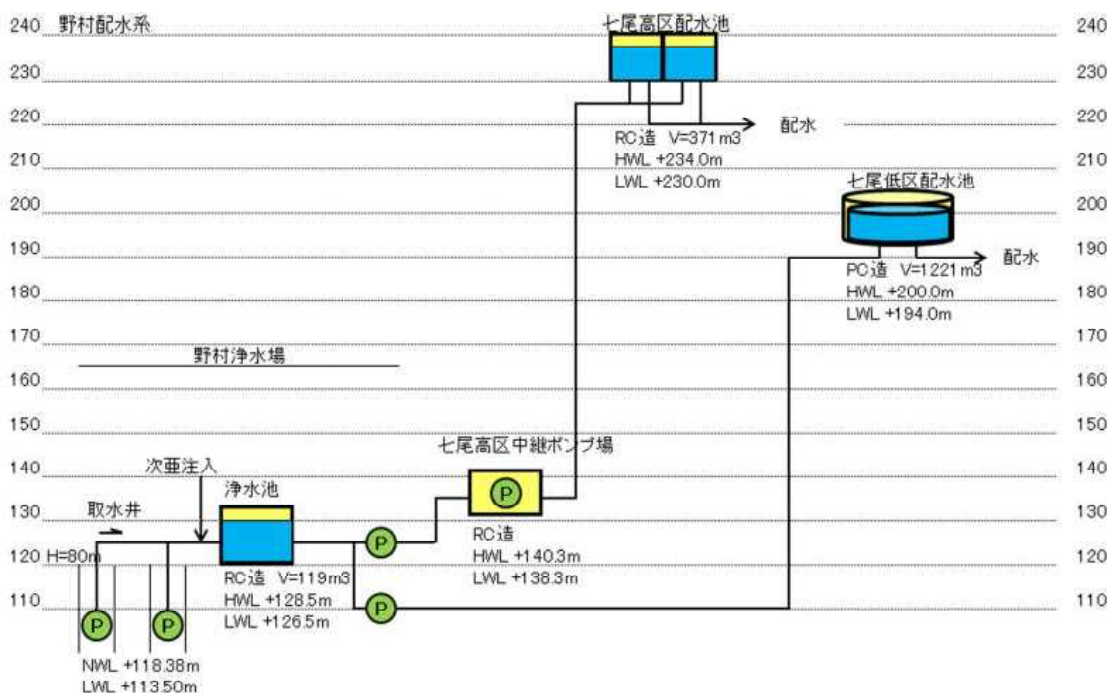 野村配水系
七尾高区配水池
240
240
230
230
220
配水
220
RC造 V=371m3
HWL +234.0m
LWL +230.0m
210
210
七尾低区配水池
200
200
190
配水
190
PC造 V=1221m3
HWL +200.0m
LWL +194.0m
180
180
170
170
野村浄水場
160
160
150
150
七尾高区中継ポンプ場
140
140
次亜注入
浄水池
P
取水井
130
130
P
RC造
HWL +140.3m
LWL +138.3m
120
H=80m
120
RC造 V=119m3
HWL +128.5m
LWL +126.5m
110
P
110
P
P
NWL +118.38m
LWL +113.50m